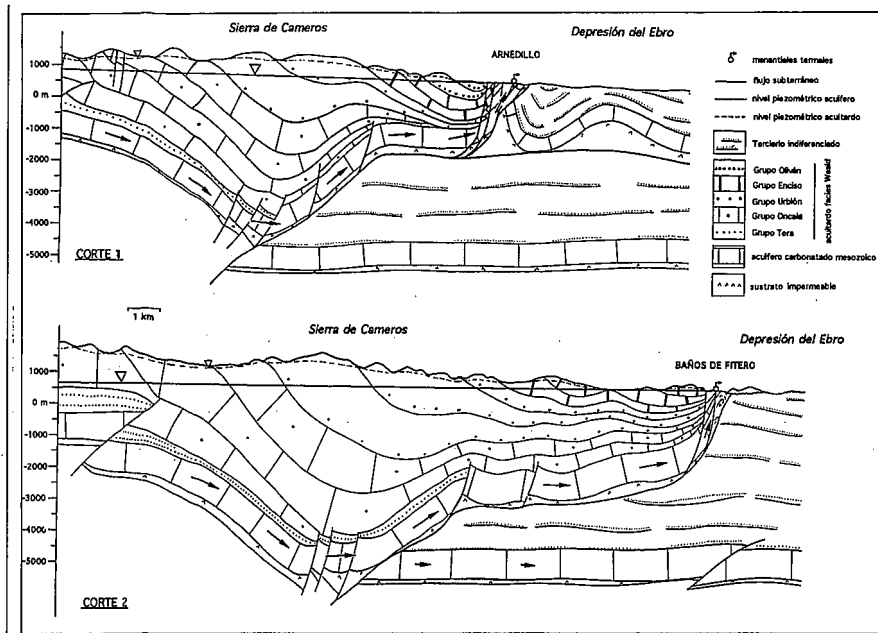 Sierra de Cameros
Depresión del Ebro
ARNEDILLO
1000
0 m
-1000
-2000
-3000
-4000
-5000
CORTE 1
manantiales termales
flujo subterráneo
nivel piezométrico acuífero
nivel piezométrico acuitardo
Terciario indiferenciado
Grupo Oliván
Grupo Enciso
Grupo Urbión
Grupo Oncala
Grupo Tera
acuitardo facies Weald
acuífero carbonatado mesozoico
sustrato impermeable
1 km
Sierra de Cameros
Depresión del Ebro
BAÑOS DE FITERO
1000
0 m
-1000
-2000
-3000
-4000
-5000
CORTE 2